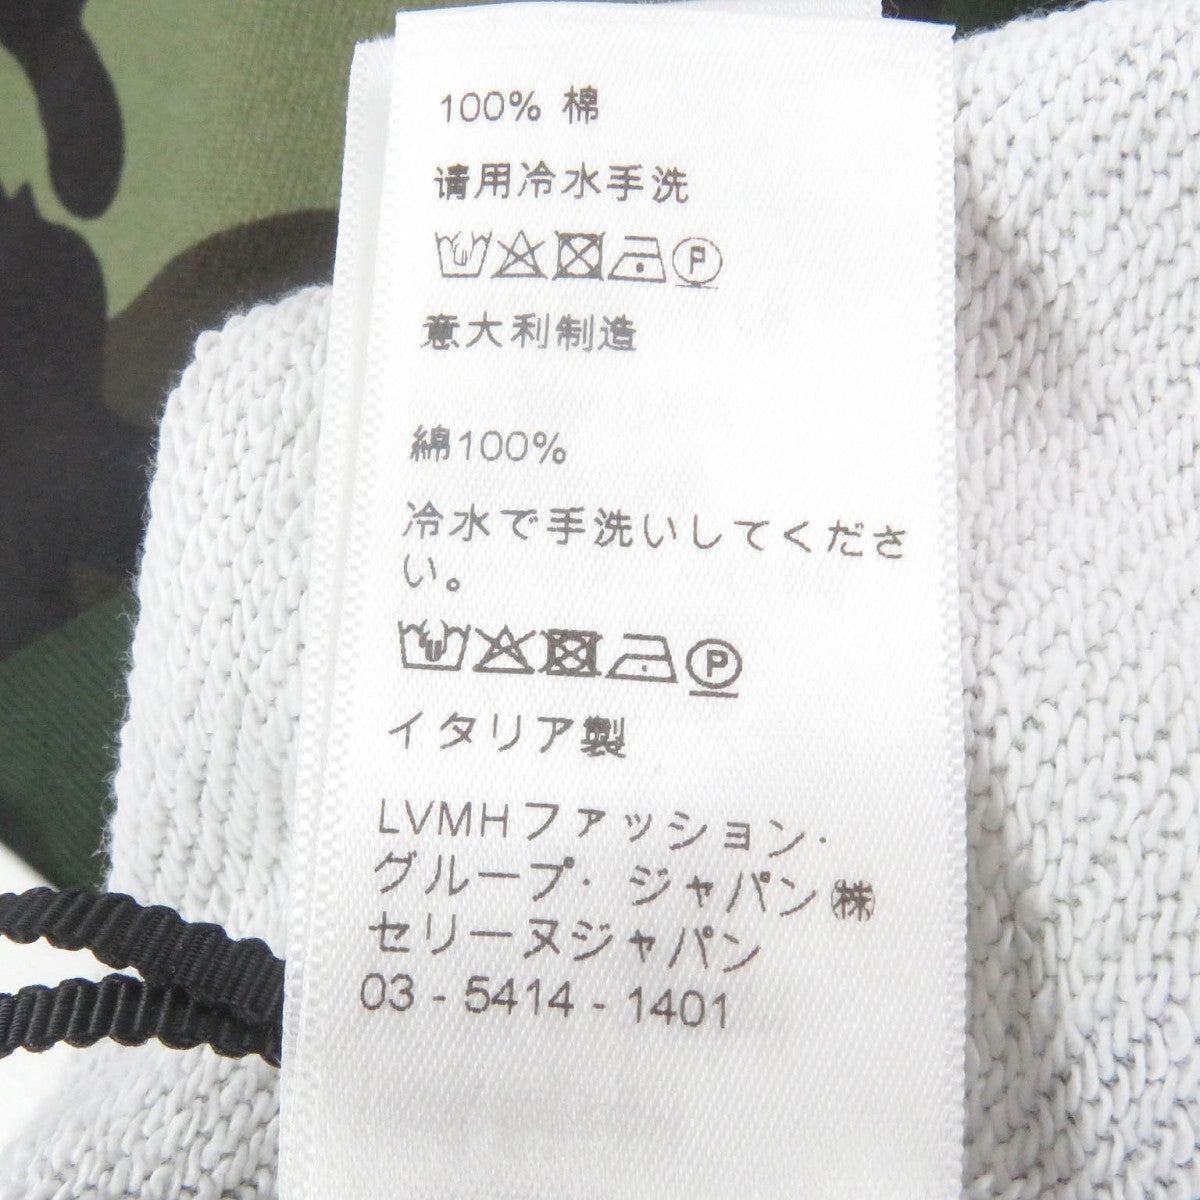 100% 棉
请用冷水手洗
P
意大利制造
綿100%
冷水で手洗いしてくださ
い。
P
イタリア製
LVMHファッション・
グループ・ジャパン㈱
セリーヌジャパン
03 - 5414 - 1401